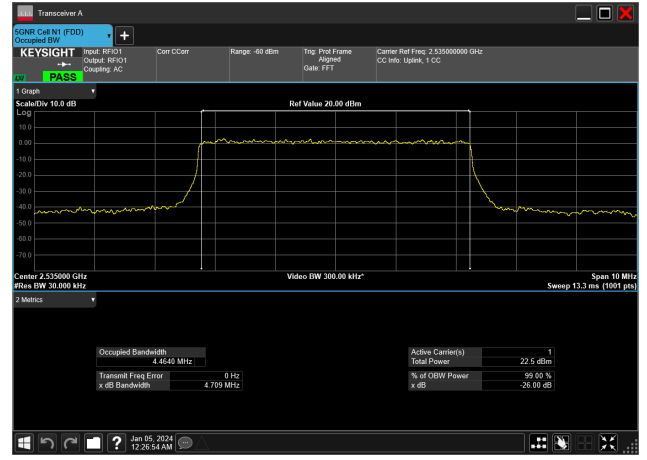 Transceiver A
5GNR Cell N1 (FDD)
Occupied BW
KEYSIGHT Input: RFIO1 Corr CCorr Range: -60 dBm Trig: Prot Frame Carrier Ref Freq: 2.535000000 GHz
Output: RFIO1 Aligned CC Info: Uplink, 1 CC
Coupling: AC Gate: FFT
LV PASS
1 Graph
Scale/Div 10.0 dB Ref Value 20.00 dBm
Log
10.0
0.00
-10.0
-20.0
-30.0
-40.0
-50.0
-60.0
-70.0
Center 2.535000 GHz Video BW 300.00 kHz* Span 10 MHz
#Res BW 30.000 kHz Sweep 13.3 ms (1001 pts)
2 Metrics
Occupied Bandwidth Active Carrier(s) 1
4.4640 MHz Total Power 22.5 dBm
Transmit Freq Error 0 Hz % of OBW Power 99.00 %
x dB Bandwidth 4.709 MHz x dB -26.00 dB
Jan 05, 2024
12:26:54 AM